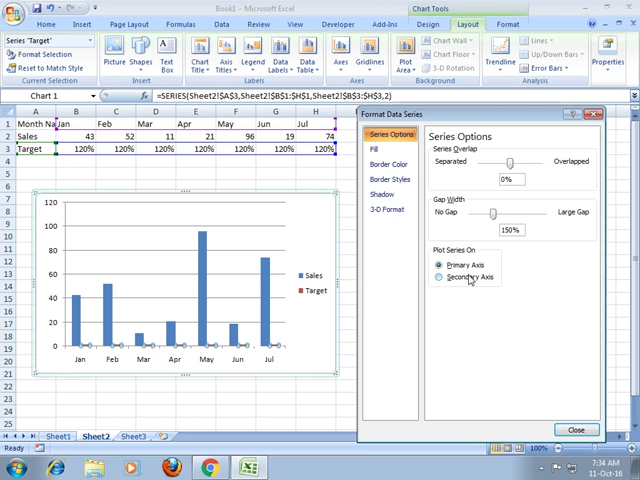 Book1 - Microsoft Excel
Chart Tools
Home
Insert
Page Layout
Formulas
Data
Review
View
Developer
Add-Ins
Design
Layout
Format
Series "Target"
Format Selection
Reset to Match Style
Current Selection
Picture
Shapes
Text
Box
Insert
Chart
Title
Axis
Titles
Legend
Data
Labels
Data
Table
Labels
Axes
Gridlines
Axes
Plot
Area
Chart Wall
Chart Floor
3-D Rotation
Background
Trendline
Lines
Up/Down Bars
Error Bars
Analysis
Properties
Chart 1
=SERIES(Sheet2!$A$3,Sheet2!$B$1:$H$1,Sheet2!$B$3:$H$3,2)
A B C D E F G H
1 Month Na Jan Feb Mar Apr May Jun Jul
2 Sales 43 52 11 21 96 19 74
3 Target 120% 120% 120% 120% 120% 120% 120%
4
5
6
7
8
9
10
11
12
13
14
15
16
17
18
19
20
21
22
23
24
25
120
100
80
60
40
20
0
Jan Feb Mar Apr May Jun Jul
Sales
Target
Format Data Series
Series Options
Fill
Border Color
Border Styles
Shadow
3-D Format
Series Options
Series Overlap
Separated
Overlapped
0%
Gap Width
No Gap
Large Gap
150%
Plot Series On
Primary Axis
Secondary Axis
Close
Sheet1
Sheet2
Sheet3
Ready
100%
7:34 AM
11-Oct-16